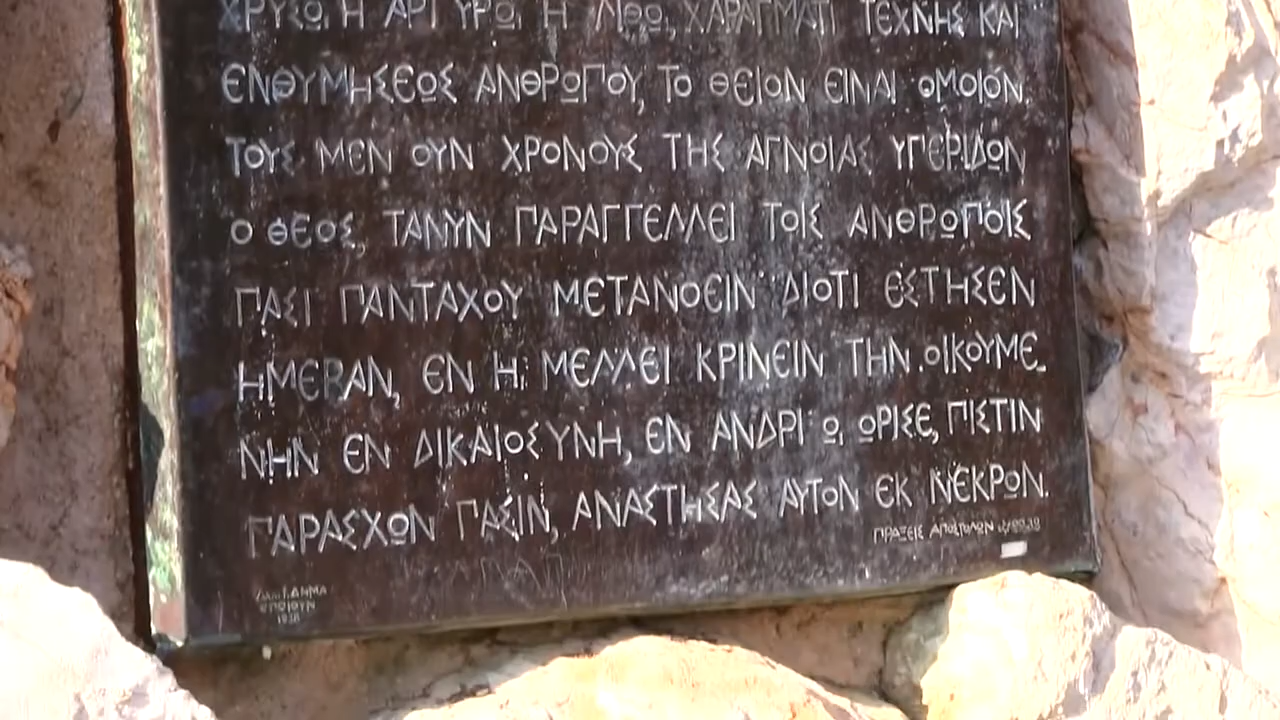 ΧΡΥΣΩ, Η ΑΡΓΥΡΩ, Η ΛΙΘΩ, ΧΑΡΑΓΜΑΤΙ ΤΕΧΝΗΣ ΚΑΙ
ΕΝΘΥΜΗΣΕΩΣ ΑΝΘΡΩΠΟΥ, ΤΟ ΘΕΙΟΝ ΕΙΝΑΙ ΟΜΟΙΟΝ.
ΤΟΥΣ ΜΕΝ ΟΥΝ ΧΡΟΝΟΥΣ ΤΗΣ ΑΓΝΟΙΑΣ ΥΠΕΡΙΔΩΝ
Ο ΘΕΟΣ, ΤΑΝΥΝ ΠΑΡΑΓΓΕΛΛΕΙ ΤΟΙΣ ΑΝΘΡΩΠΟΙΣ
ΠΑΣΙ ΠΑΝΤΑΧΟΥ ΜΕΤΑΝΟΕΙΝ ΔΙΟΤΙ ΕΣΤΗΣΕΝ
ΗΜΕΡΑΝ, ΕΝ Η ΜΕΛΛΕΙ ΚΡΙΝΕΙΝ ΤΗΝ ΟΙΚΟΥΜΕ-
ΝΗΝ ΕΝ ΔΙΚΑΙΟΣΥΝΗ, ΕΝ ΑΝΔΡΙ Ω, ΩΡΙΣΕ, ΠΙΣΤΙΝ
ΠΑΡΑΣΧΩΝ ΠΑΣΙΝ, ΑΝΑΣΤΗΣΑΣ ΑΥΤΟΝ ΕΚ ΝΕΚΡΩΝ.
ΠΡΑΞΕΙΣ ΑΠΟΣΤΟΛΩΝ
ΕΠΟΙΟΥΝ
1938